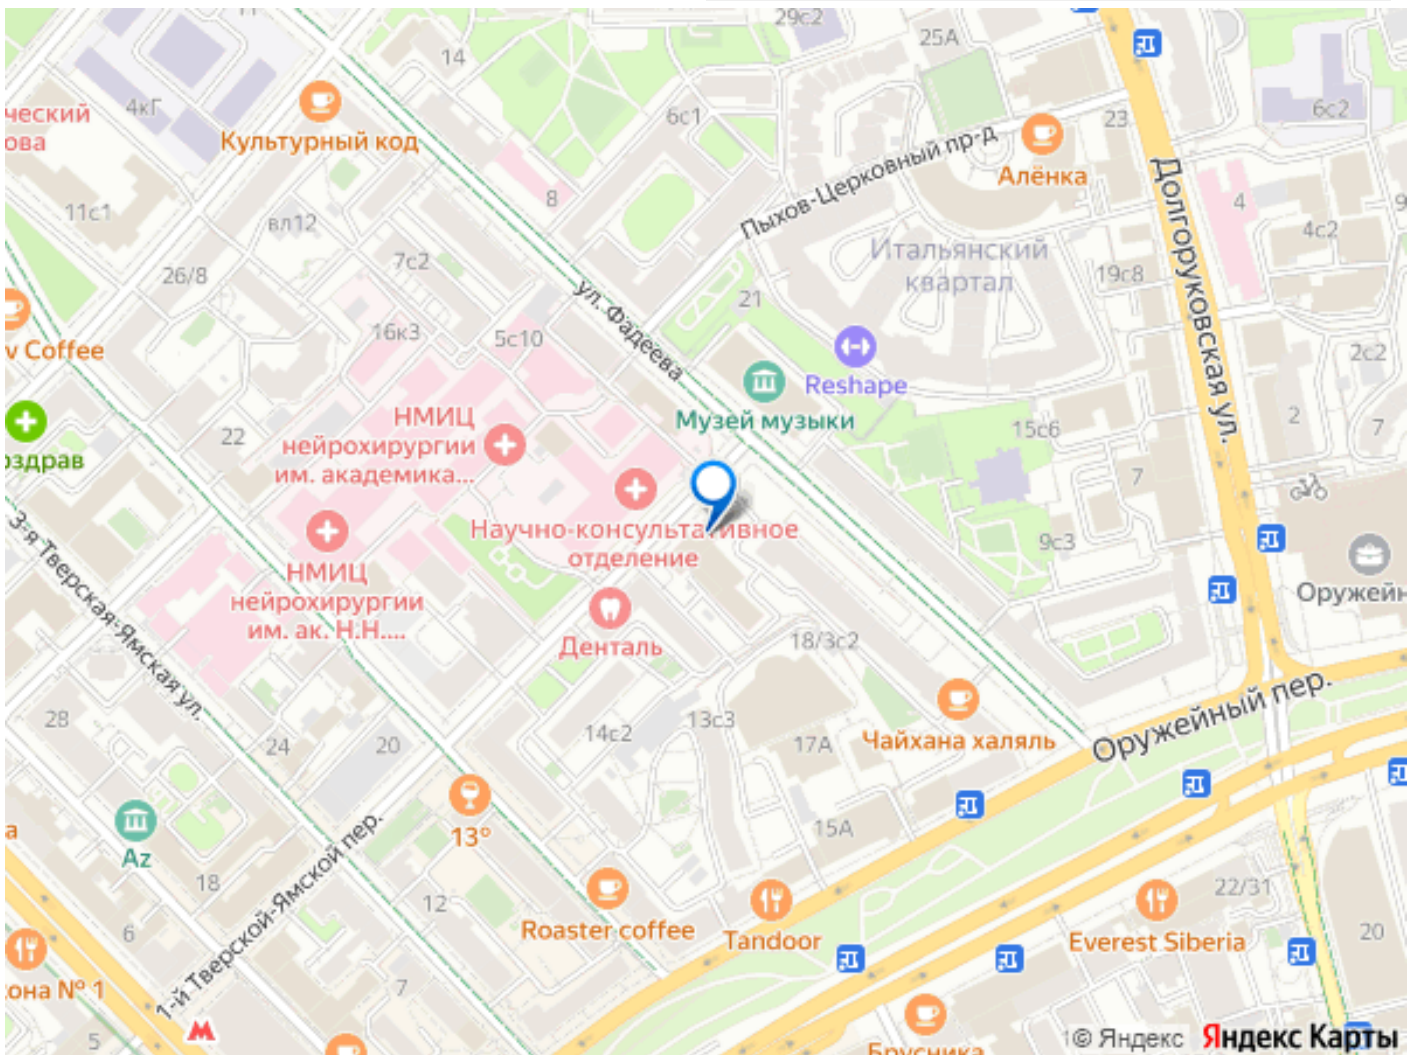 29с2
25А
14
4кГ
6с1
6с2
23
ческий
ова
Культурный код
Пыхов-Церковный пр-д
Алёнка
Долгоруковская ул.
8
4
11с1
вл12
4с2
Итальянский
квартал
7с2
26/8
19с8
21
ул. Фадеева
16к3
5с10
v Coffee
2с2
Reshape
Музей музыки
НМИЦ
нейрохирургии
им. академика...
22
15с6
2
7
оздрав
7
Научно-консультативное
отделение
3-я Тверская-Ямская ул.
9с3
НМИЦ
нейрохирургии
им. ак. Н.Н....
Оружейн
Денталь
18/3с2
Оружейный пер.
28
24
20
14с2
13с3
17А
Чайхана халяль
13°
15А
Az
1-й Тверской-Ямской пер.
18
12
22/31
6
Roaster coffee
Tandoor
Everest Siberia
20
она № 1
7
5
Брусника
© Яндекс
Яндекс Карты